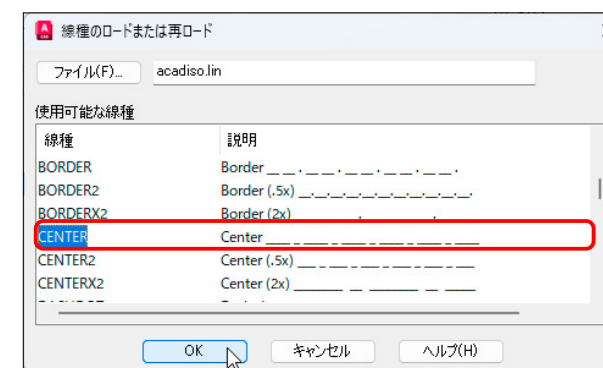 線種のロードまたは再ロード
ファイル(F)... acadiso.lin
使用可能な線種
線種 説明
BORDER Border __ __ . __ __ . __ __ . __ __ . __ __ .
BORDER2 Border (.5x) __.__.__.__.__.__.__.__.__.__.
BORDERX2 Border (2x) ____ ____ . ____ ____ . ____
CENTER Center ____ _ ____ _ ____ _ ____ _ ____
CENTER2 Center (.5x) ___ _ ___ _ ___ _ ___ _ ___
CENTERX2 Center (2x) ________ __ ________ __ _____
OK キャンセル ヘルプ(H)